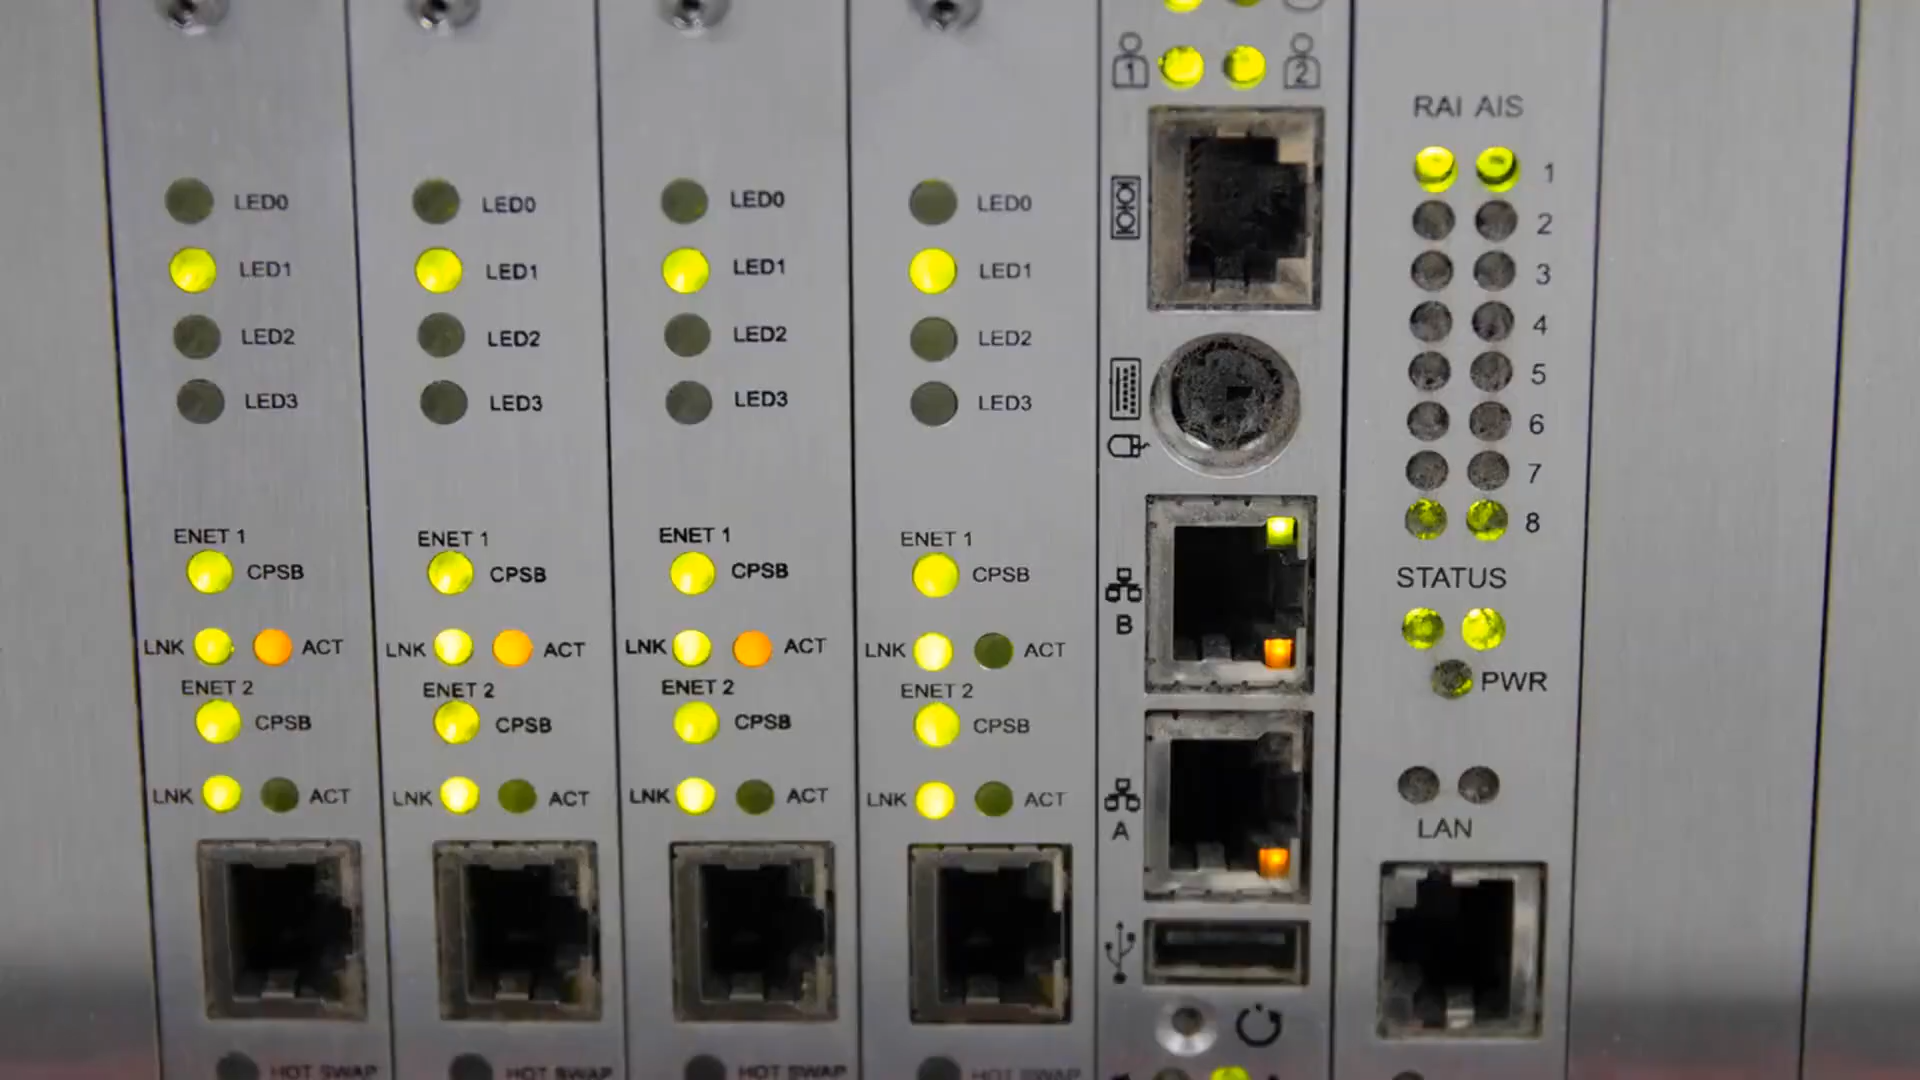 LED0
LED1
LED2
LED3
ENET 1
CPSB
LNK ACT
ENET 2
CPSB
LNK ACT
HOT SWAP
LED0
LED1
LED2
LED3
ENET 1
CPSB
LNK ACT
ENET 2
CPSB
LNK ACT
HOT SWAP
LED0
LED1
LED2
LED3
ENET 1
CPSB
LNK ACT
ENET 2
CPSB
LNK ACT
HOT SWAP
LED0
LED1
LED2
LED3
ENET 1
CPSB
LNK ACT
ENET 2
CPSB
LNK ACT
HOT SWAP
1 2
B
A
RAI AIS
1
2
3
4
5
6
7
8
STATUS
PWR
LAN